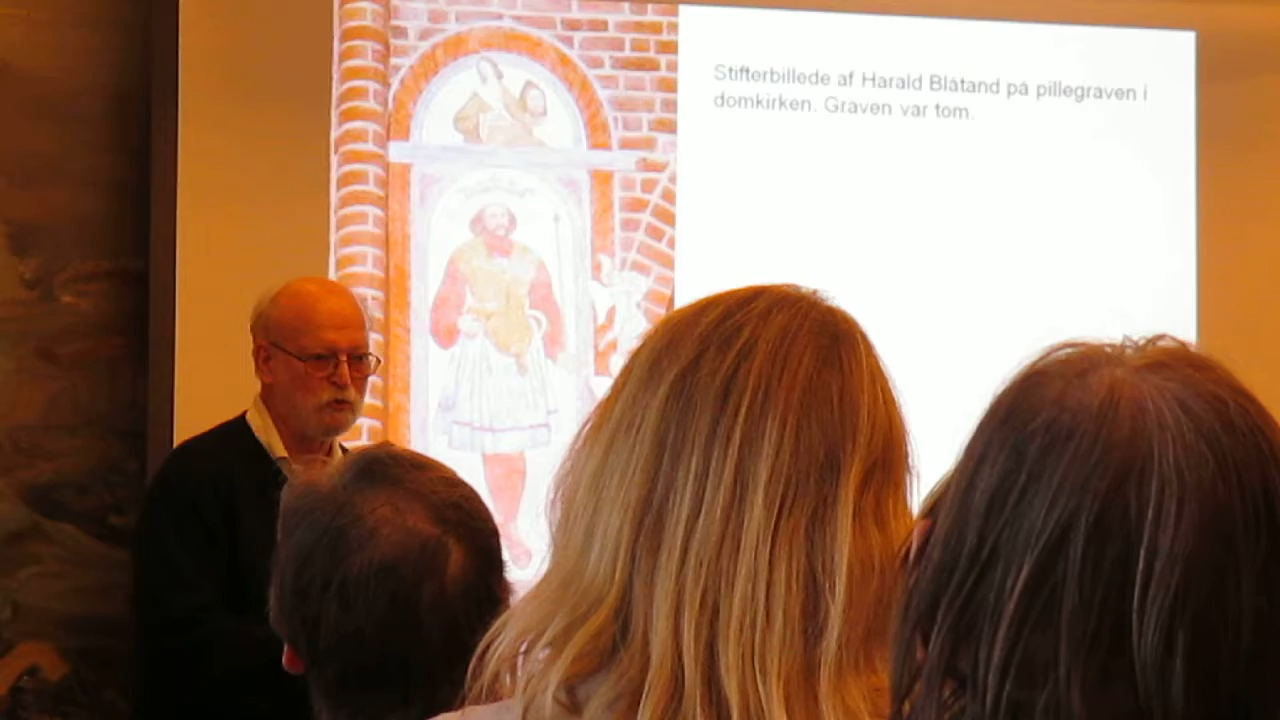 Stifterbillede af Harald Blåtand på pillegraven i
domkirken. Graven var tom.